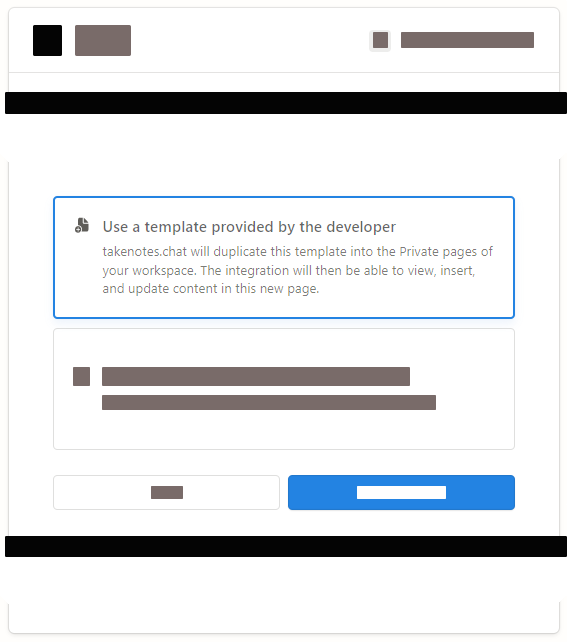 Use a template provided by the developer
takenotes.chat will duplicate this template into the Private pages of
your workspace. The integration will then be able to view, insert,
and update content in this new page.